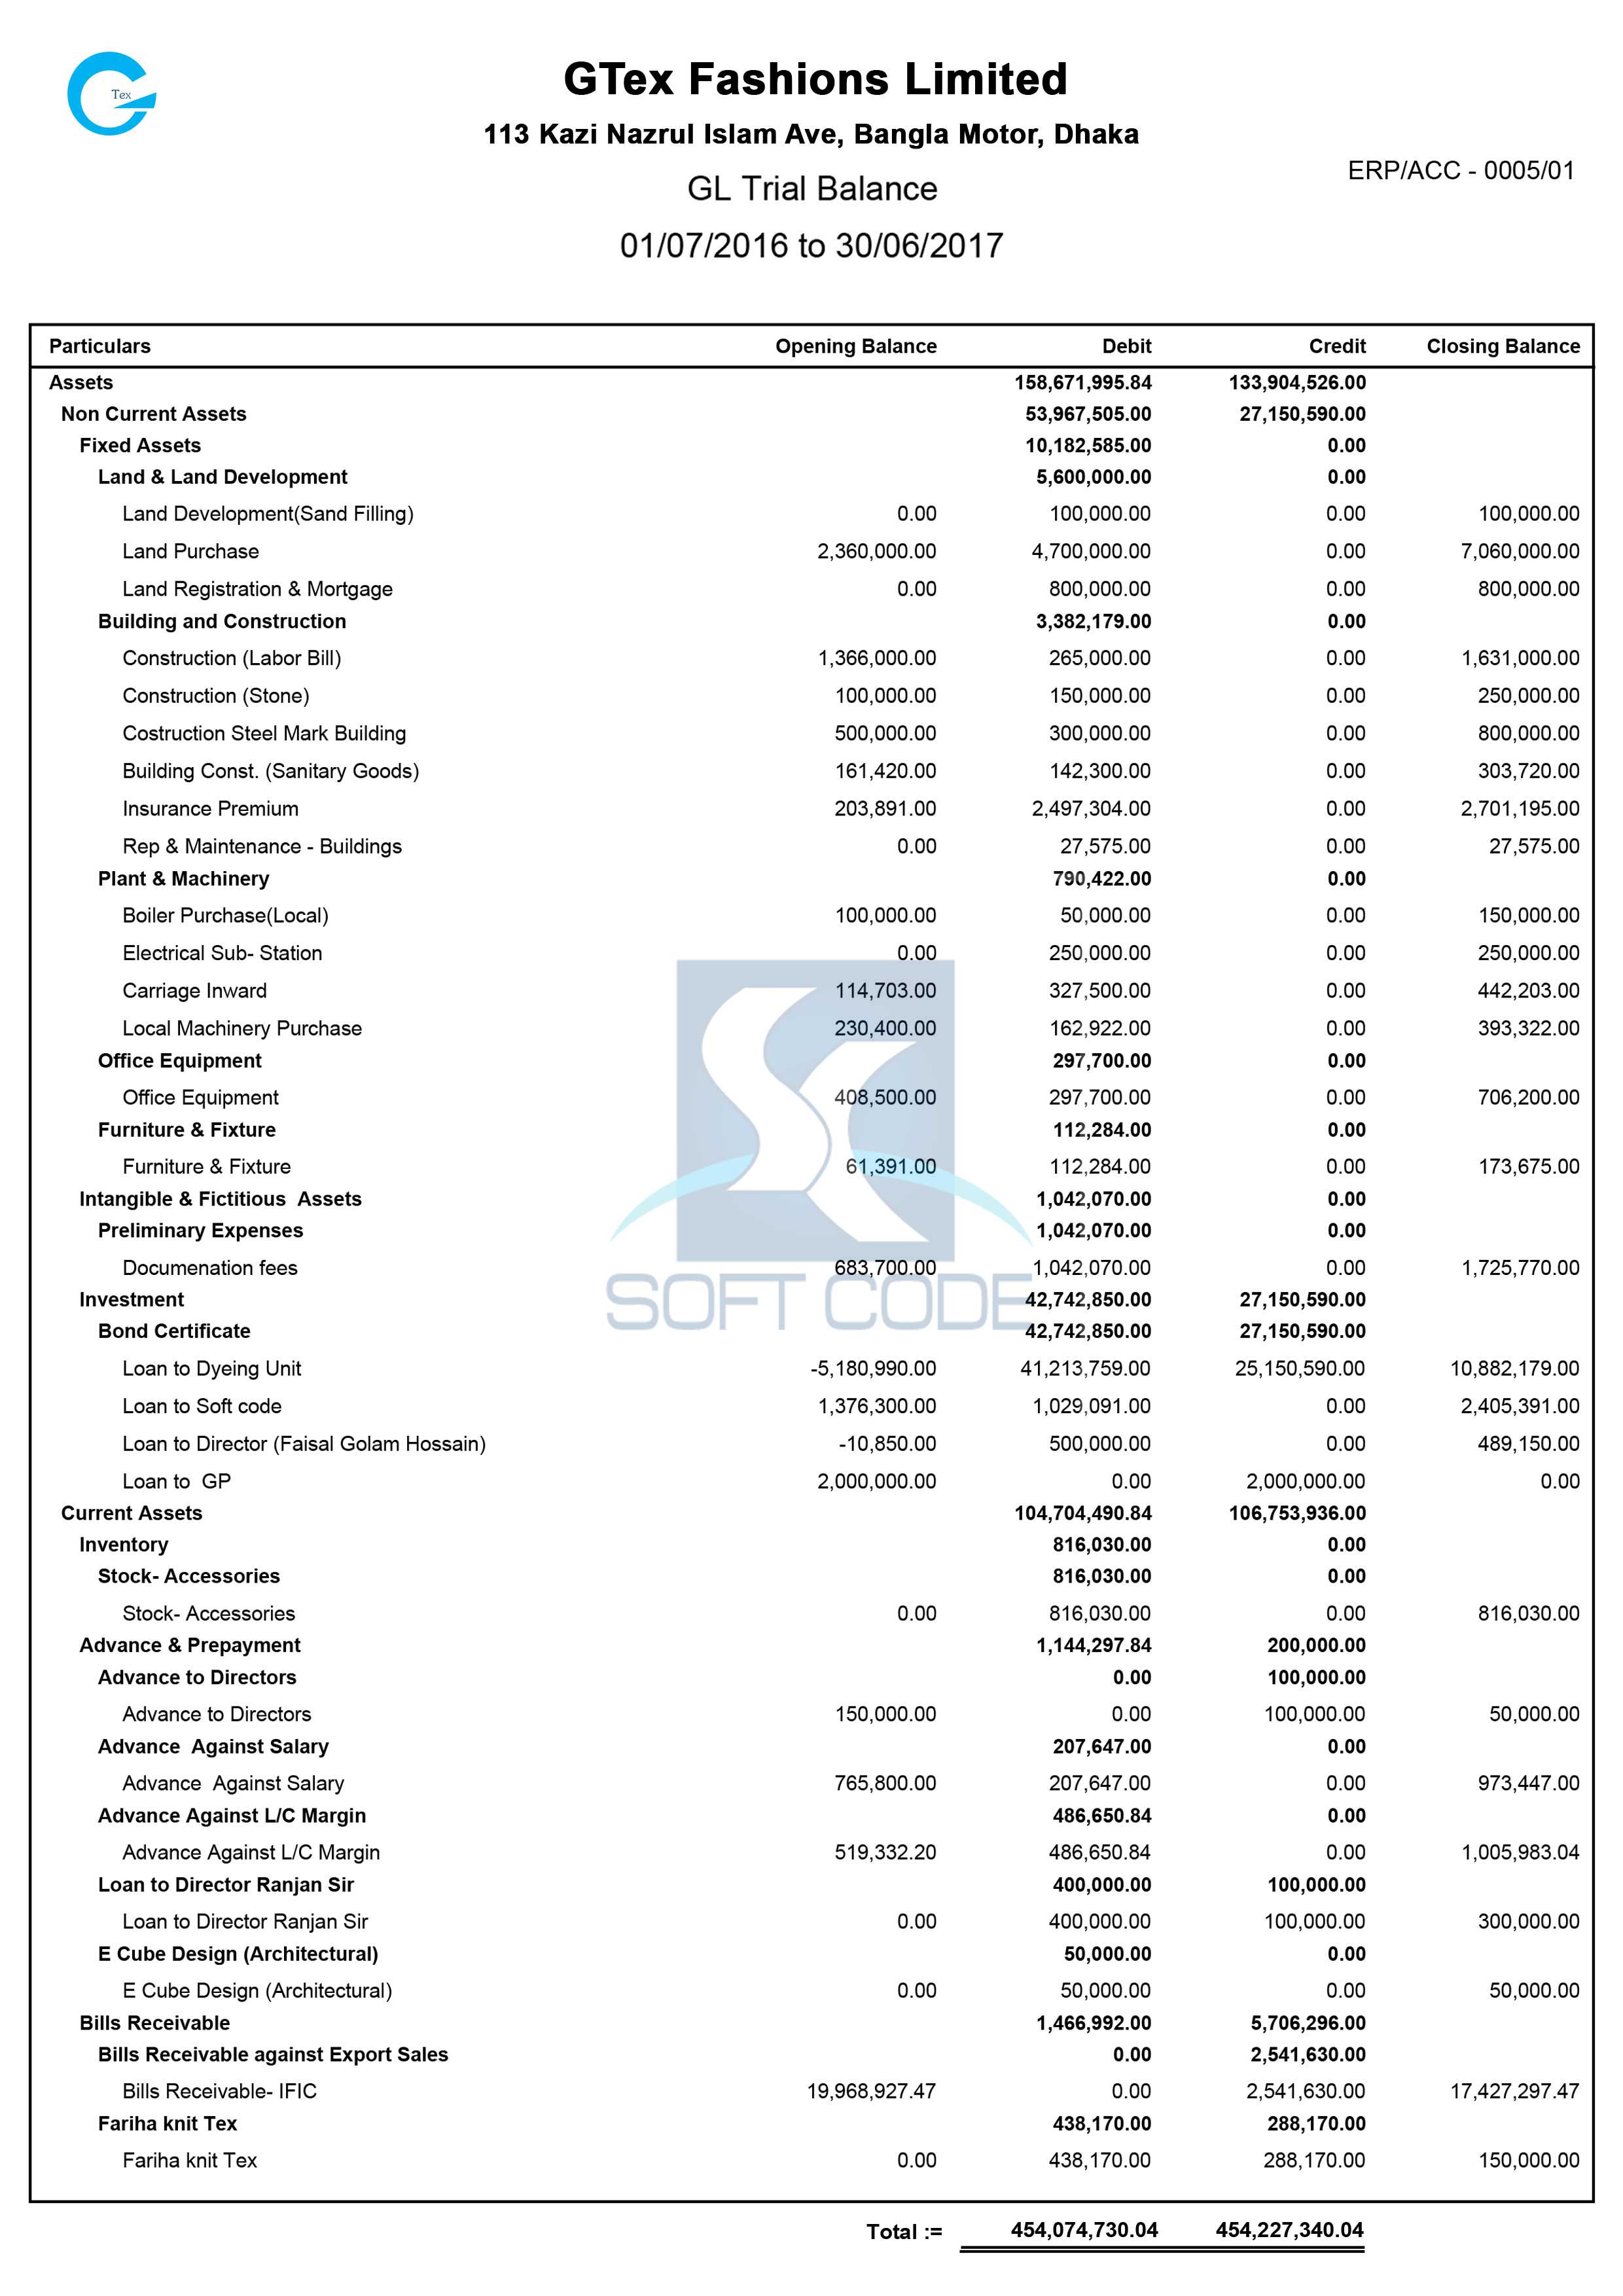 Tex
GTex Fashions Limited
113 Kazi Nazrul Islam Ave, Bangla Motor, Dhaka
ERP/ACC - 0005/01
GL Trial Balance
01/07/2016 to 30/06/2017
Particulars Opening Balance Debit Credit Closing Balance
Assets 158,671,995.84 133,904,526.00
Non Current Assets 53,967,505.00 27,150,590.00
Fixed Assets 10,182,585.00 0.00
Land & Land Development 5,600,000.00 0.00
Land Development(Sand Filling) 0.00 100,000.00 0.00 100,000.00
Land Purchase 2,360,000.00 4,700,000.00 0.00 7,060,000.00
Land Registration & Mortgage 0.00 800,000.00 0.00 800,000.00
Building and Construction 3,382,179.00 0.00
Construction (Labor Bill) 1,366,000.00 265,000.00 0.00 1,631,000.00
Construction (Stone) 100,000.00 150,000.00 0.00 250,000.00
Costruction Steel Mark Building 500,000.00 300,000.00 0.00 800,000.00
Building Const. (Sanitary Goods) 161,420.00 142,300.00 0.00 303,720.00
Insurance Premium 203,891.00 2,497,304.00 0.00 2,701,195.00
Rep & Maintenance - Buildings 0.00 27,575.00 0.00 27,575.00
Plant & Machinery 790,422.00 0.00
Boiler Purchase(Local) 100,000.00 50,000.00 0.00 150,000.00
Electrical Sub- Station 0.00 250,000.00 0.00 250,000.00
Carriage Inward 114,703.00 327,500.00 0.00 442,203.00
Local Machinery Purchase 230,400.00 162,922.00 0.00 393,322.00
Office Equipment 297,700.00 0.00
Office Equipment 408,500.00 297,700.00 0.00 706,200.00
Furniture & Fixture 112,284.00 0.00
Furniture & Fixture 61,391.00 112,284.00 0.00 173,675.00
Intangible & Fictitious  Assets 1,042,070.00 0.00
Preliminary Expenses 1,042,070.00 0.00
Documenation fees 683,700.00 1,042,070.00 0.00 1,725,770.00
SOFT CODE
Investment 42,742,850.00 27,150,590.00
Bond Certificate 42,742,850.00 27,150,590.00
Loan to Dyeing Unit -5,180,990.00 41,213,759.00 25,150,590.00 10,882,179.00
Loan to Soft code 1,376,300.00 1,029,091.00 0.00 2,405,391.00
Loan to Director (Faisal Golam Hossain) -10,850.00 500,000.00 0.00 489,150.00
Loan to  GP 2,000,000.00 0.00 2,000,000.00 0.00
Current Assets 104,704,490.84 106,753,936.00
Inventory 816,030.00 0.00
Stock- Accessories 816,030.00 0.00
Stock- Accessories 0.00 816,030.00 0.00 816,030.00
Advance & Prepayment 1,144,297.84 200,000.00
Advance to Directors 0.00 100,000.00
Advance to Directors 150,000.00 0.00 100,000.00 50,000.00
Advance  Against Salary 207,647.00 0.00
Advance  Against Salary 765,800.00 207,647.00 0.00 973,447.00
Advance Against L/C Margin 486,650.84 0.00
Advance Against L/C Margin 519,332.20 486,650.84 0.00 1,005,983.04
Loan to Director Ranjan Sir 400,000.00 100,000.00
Loan to Director Ranjan Sir 0.00 400,000.00 100,000.00 300,000.00
E Cube Design (Architectural) 50,000.00 0.00
E Cube Design (Architectural) 0.00 50,000.00 0.00 50,000.00
Bills Receivable 1,466,992.00 5,706,296.00
Bills Receivable against Export Sales 0.00 2,541,630.00
Bills Receivable- IFIC 19,968,927.47 0.00 2,541,630.00 17,427,297.47
Fariha knit Tex 438,170.00 288,170.00
Fariha knit Tex 0.00 438,170.00 288,170.00 150,000.00
Total := 454,074,730.04 454,227,340.04